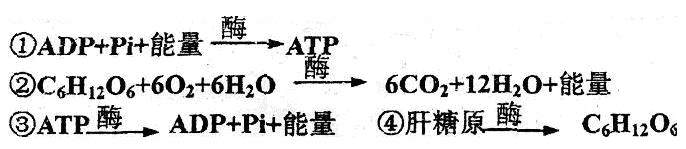 ①ADP+Pi+能量 酶→ATP
②C₆H₁₂O₆+6O₂+6H₂O 酶→ 6CO₂+12H₂O+能量
③ATP 酶→ ADP+Pi+能量 ④肝糖原 酶→ C₆H₁₂O₆